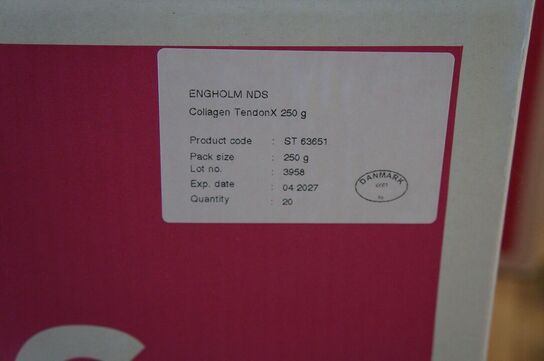 ENGHOLM NDS
Collagen TendonX 250 g
Product code : ST 63651
Pack size : 250 g
Lot no. : 3958
Exp. date : 04 2027
Quantity : 20
DANMARK